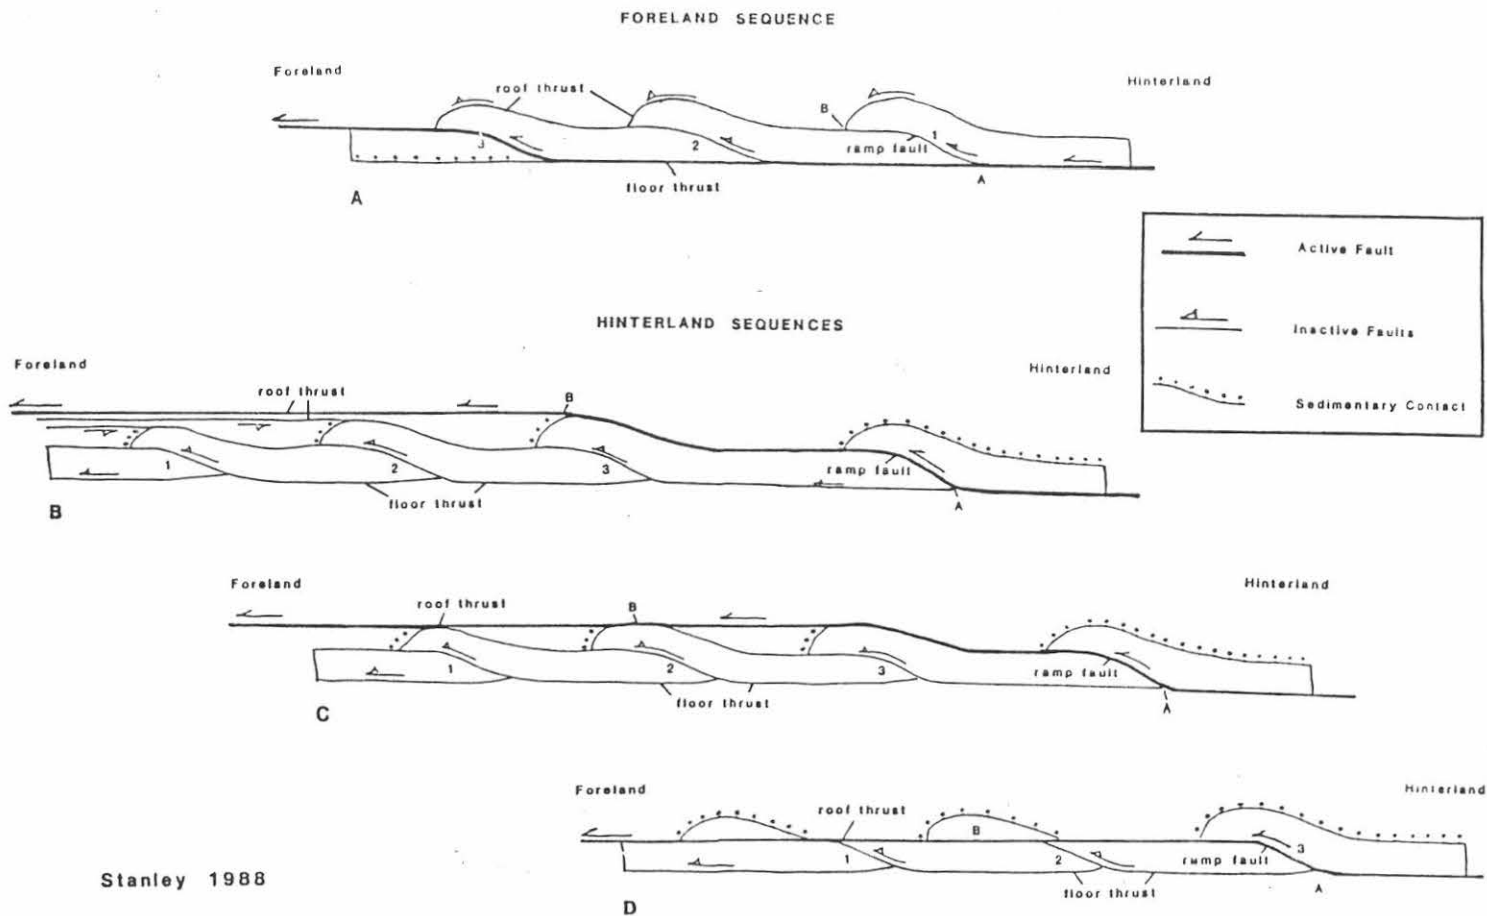 FORELAND SEQUENCE
Foreland
Hinterland
roof thrust
B
3
2
1
ramp fault
A
floor thrust
A
Active Fault
Inactive Faults
Sedimentary Contact
HINTERLAND SEQUENCES
Foreland
Hinterland
roof thrust
B
1
2
3
ramp fault
floor thrust
A
B
Foreland
Hinterland
roof thrust
B
1
2
3
ramp fault
floor thrust
A
C
Foreland
Hinterland
roof thrust
B
1
2
3
ramp fault
floor thrust
A
D
Stanley 1988